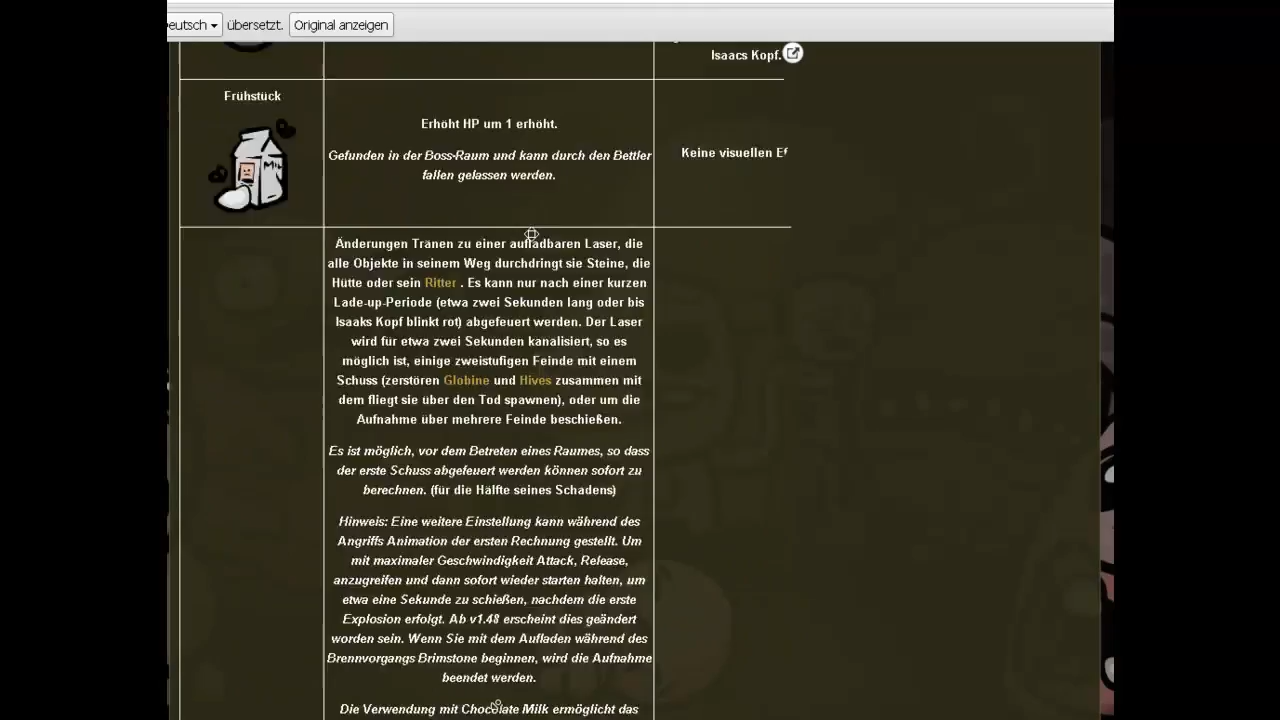 eutsch übersetzt. Original anzeigen
Isaacs Kopf.
Frühstück
Milk
Erhöht HP um 1 erhöht.
Gefunden in der Boss-Raum und kann durch den Bettler
fallen gelassen werden.
Keine visuellen Ef
Änderungen Tränen zu einer aufladbaren Laser, die
alle Objekte in seinem Weg durchdringt sie Steine, die
Hütte oder sein Ritter . Es kann nur nach einer kurzen
Lade-up-Periode (etwa zwei Sekunden lang oder bis
Isaaks Kopf blinkt rot) abgefeuert werden. Der Laser
wird für etwa zwei Sekunden kanalisiert, so es
möglich ist, einige zweistufigen Feinde mit einem
Schuss (zerstören Globine und Hives zusammen mit
dem fliegt sie über den Tod spawnen), oder um die
Aufnahme über mehrere Feinde beschießen.
Es ist möglich, vor dem Betreten eines Raumes, so dass
der erste Schuss abgefeuert werden können sofort zu
berechnen. (für die Hälfte seines Schadens)
Hinweis: Eine weitere Einstellung kann während des
Angriffs Animation der ersten Rechnung gestellt. Um
mit maximaler Geschwindigkeit Attack, Release,
anzugreifen und dann sofort wieder starten halten, um
etwa eine Sekunde zu schießen, nachdem die erste
Explosion erfolgt. Ab v1.48 erscheint dies geändert
worden sein. Wenn Sie mit dem Aufladen während des
Brennvorgangs Brimstone beginnen, wird die Aufnahme
beendet werden.
Die Verwendung mit Chocolate Milk ermöglicht das